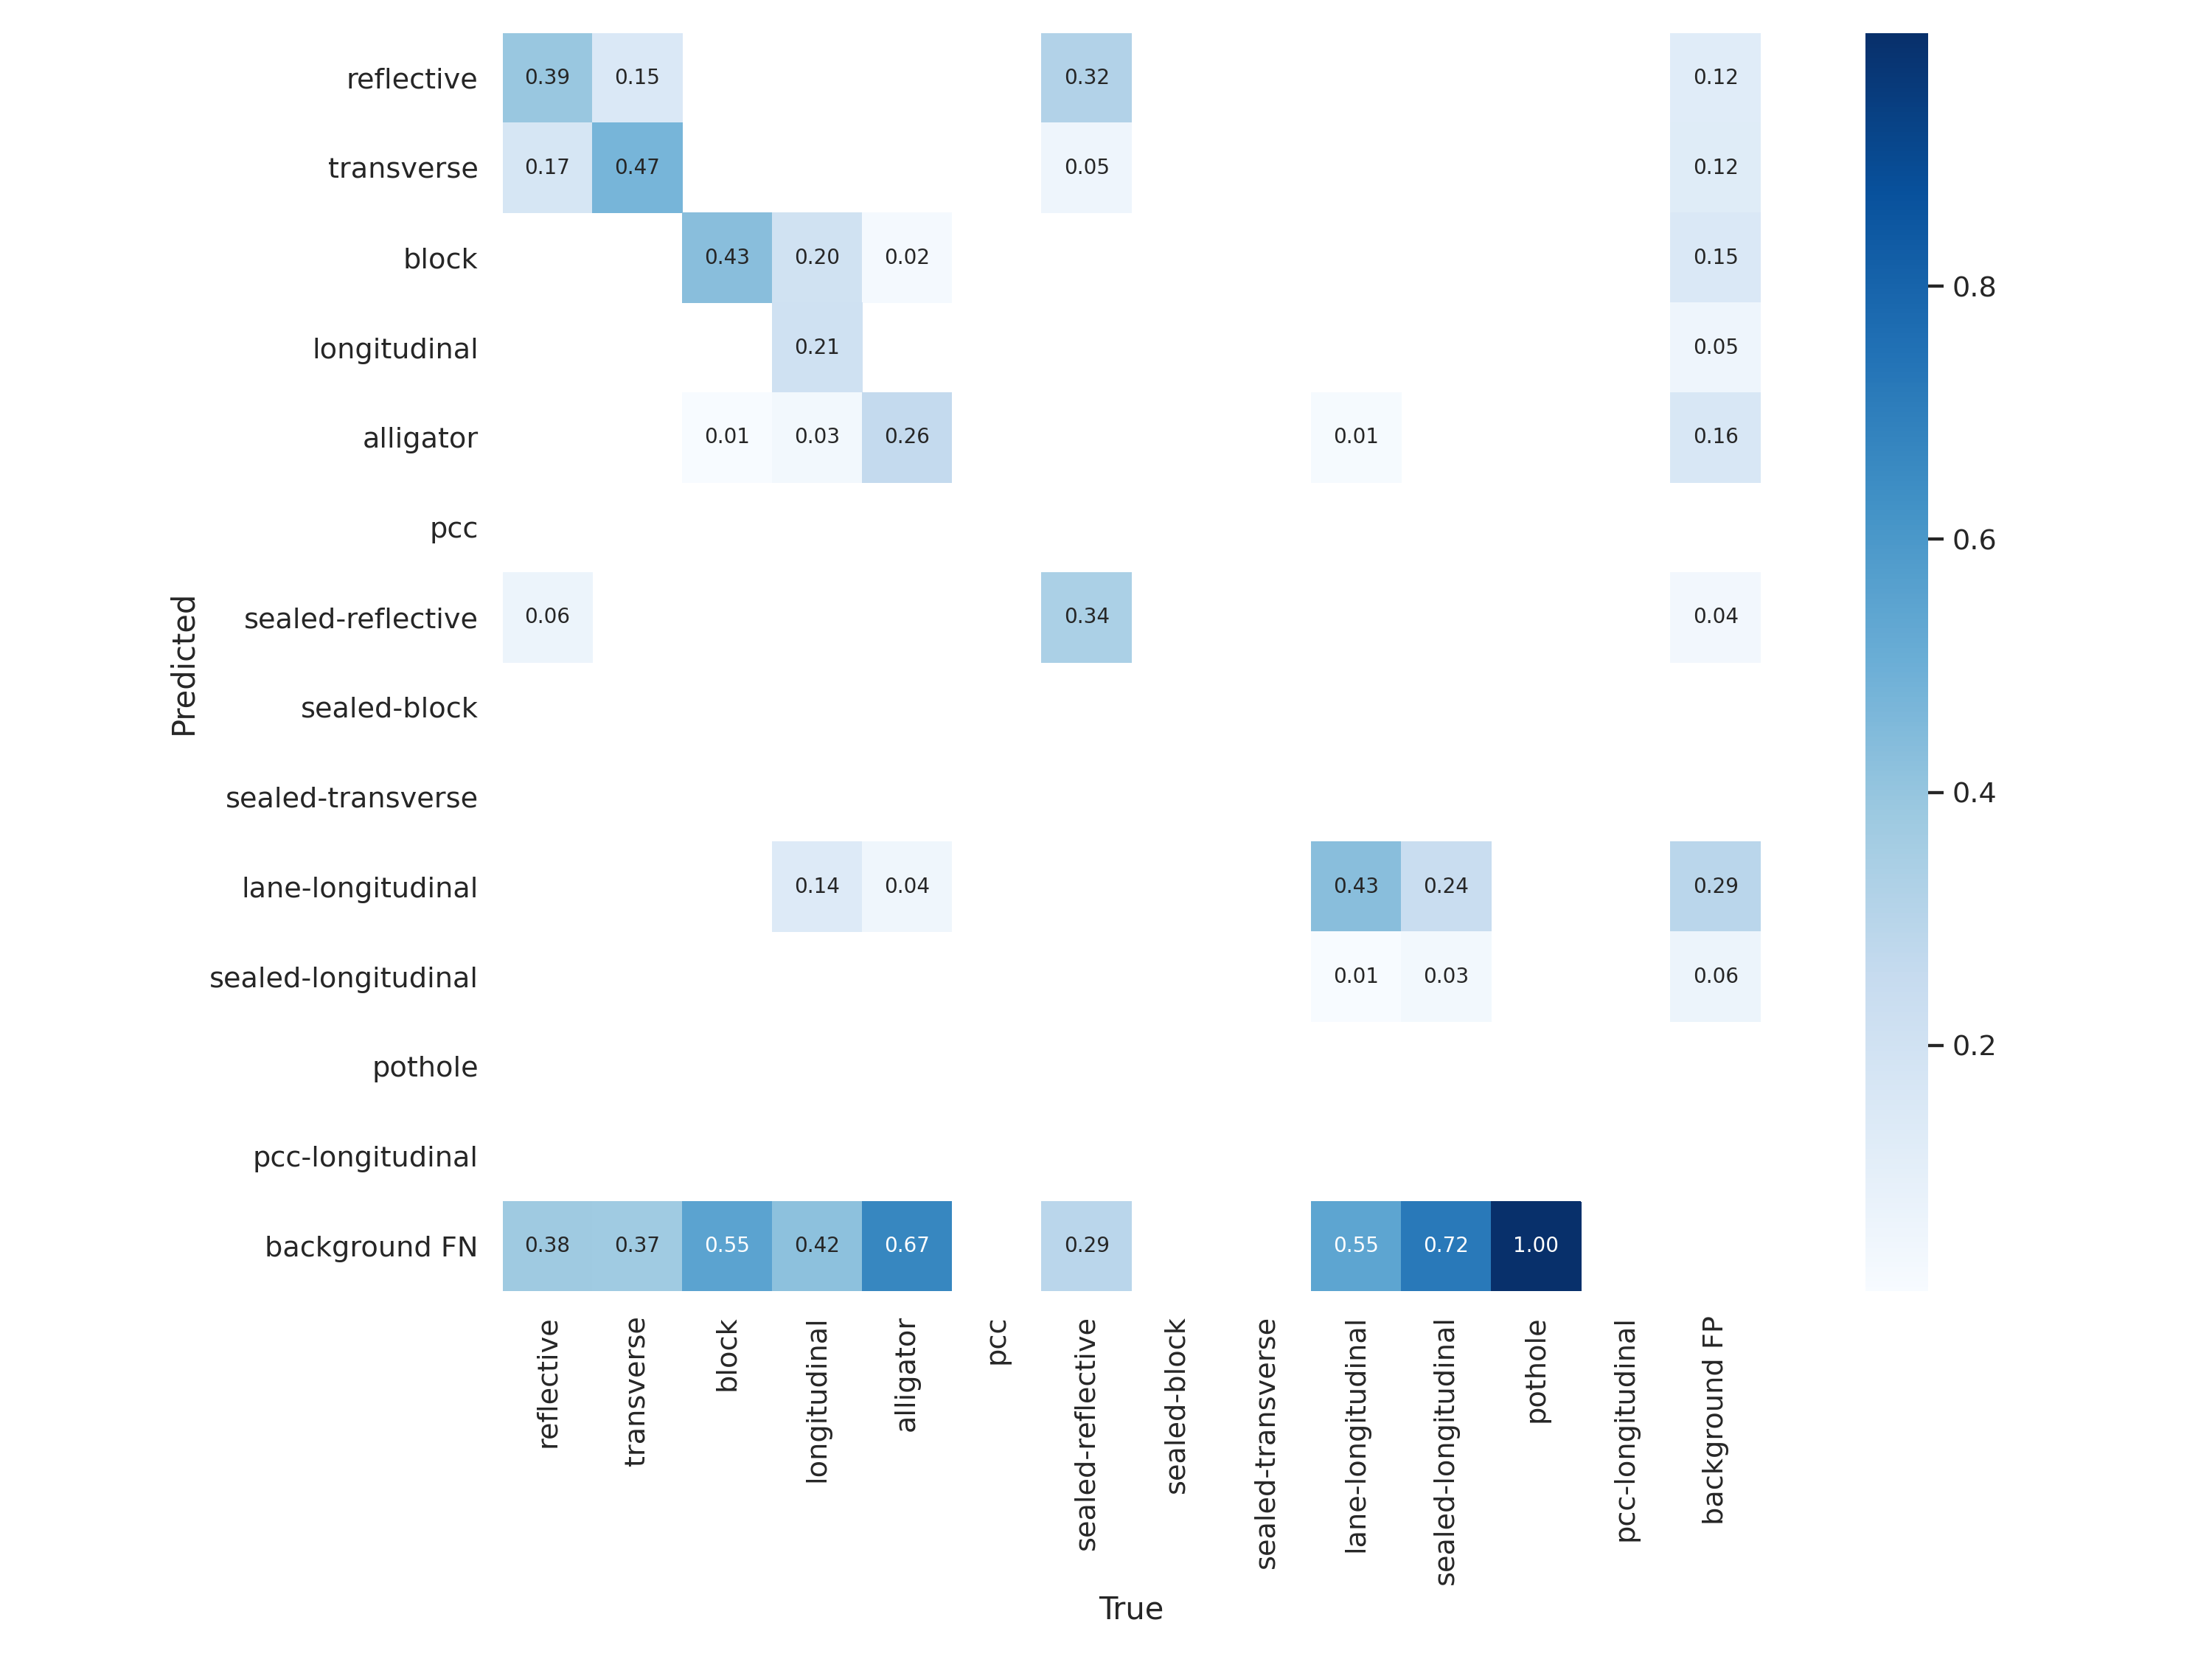 reflective 0.39 0.15 0.32 0.12
transverse 0.17 0.47 0.05 0.12
block 0.43 0.20 0.02 0.15
0.8
longitudinal 0.21 0.05
alligator 0.01 0.03 0.26 0.01 0.16
pcc
0.6
sealed-reflective 0.06 0.34 0.04
Predicted
sealed-block
sealed-transverse
0.4
lane-longitudinal 0.14 0.04 0.43 0.24 0.29
sealed-longitudinal 0.01 0.03 0.06
0.2
pothole
pcc-longitudinal
background FN 0.38 0.37 0.55 0.42 0.67 0.29 0.55 0.72 1.00
reflective
transverse
block
longitudinal
alligator
pcc
sealed-reflective
sealed-block
sealed-transverse
lane-longitudinal
sealed-longitudinal
pothole
pcc-longitudinal
background FP
True